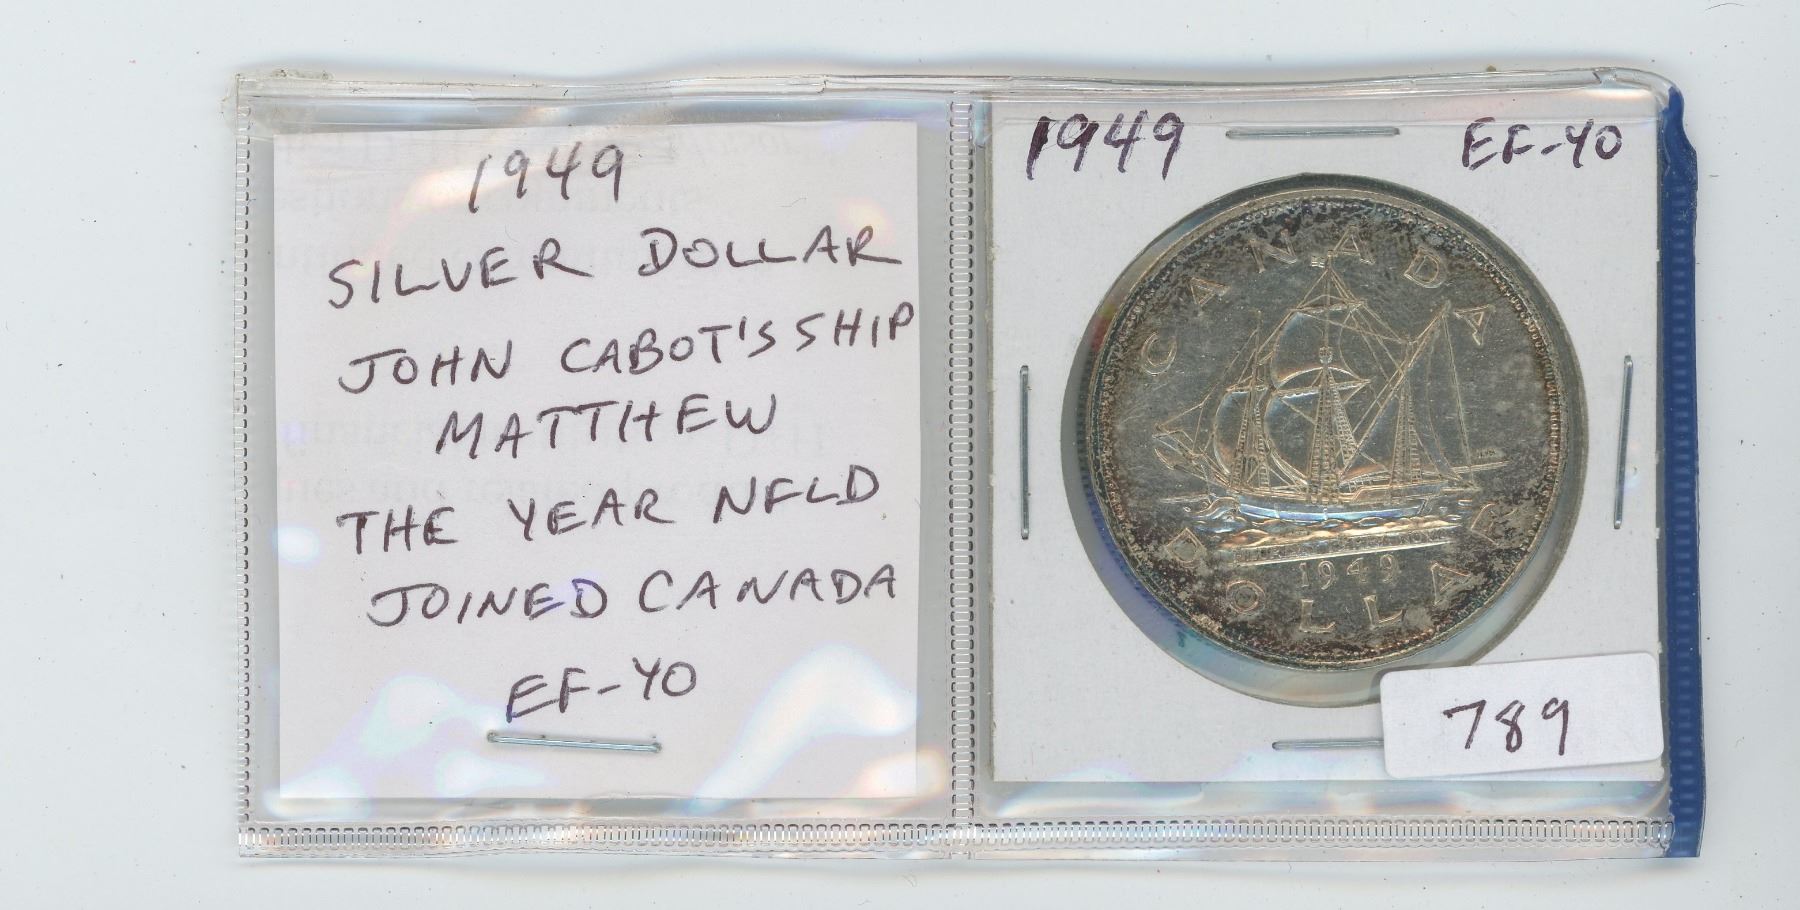 1949
SILVER DOLLAR
JOHN CABOT'S SHIP
MATTHEW
THE YEAR NFLD
JOINED CANADA
EF-40
1949 EF-40
CANADA
1949
DOLLAR
789